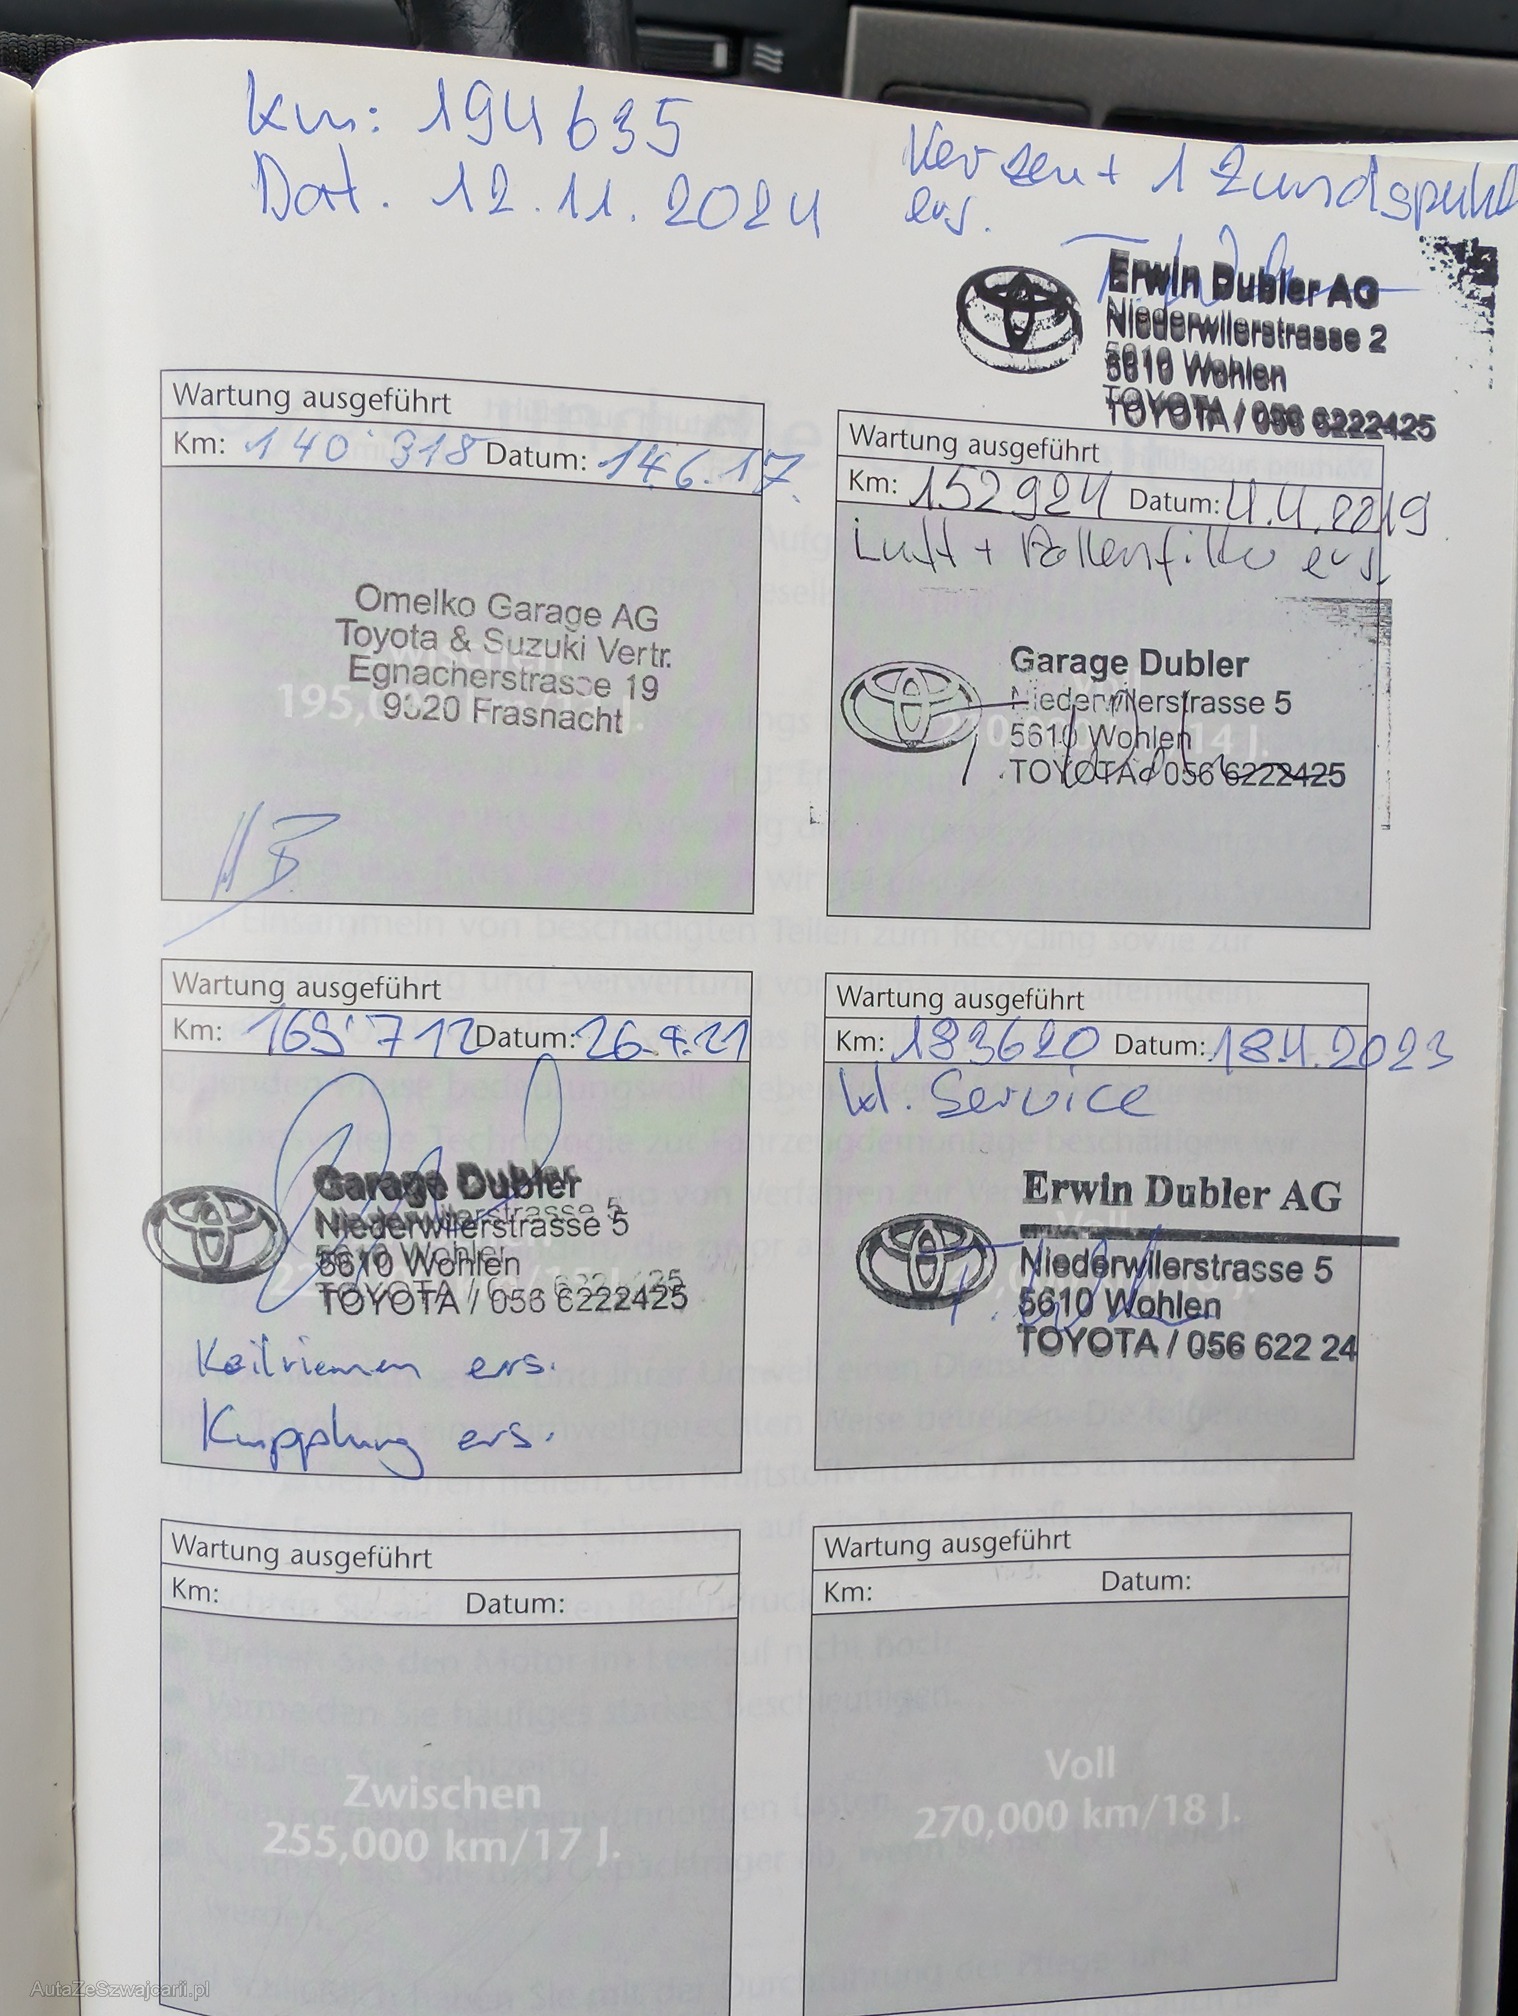 Km: 194635
Dat. 12.11.2024
Kerzen + 1 Zündspule
ers.
Erwin Dubler AG
Niederwilerstrasse 2
5610 Wohlen
TOYOTA / 056 6222425
Wartung ausgeführt
Km: 140'318 Datum: 14.6.17.
Omelko Garage AG
Toyota & Suzuki Vertr.
Egnacherstrasse 19
9320 Frasnacht
195,000 km/13 J.
Wartung ausgeführt
Km: 152924 Datum: 4.4.2019
Luft + Pollenfilter ers.
Garage Dubler
Niederwilerstrasse 5
5610 Wohlen
TOYOTA / 056 6222425
Voll
14 J.
Wartung ausgeführt
Km: 169'712 Datum: 26.4.21
Garage Dubler
Niederwilerstrasse 5
5610 Wohlen
TOYOTA / 056 6222425
Keilriemen ers.
Kupplung ers.
Wartung ausgeführt
Km: 183620 Datum: 18.4.2023
kl. Service
Erwin Dubler AG
Niederwilerstrasse 5
5610 Wohlen
TOYOTA / 056 622 24
Voll
Wartung ausgeführt
Km: Datum:
Zwischen
255,000 km/17 J.
Wartung ausgeführt
Km: Datum:
Voll
270,000 km/18 J.
AutaZeSzwajcarii.pl